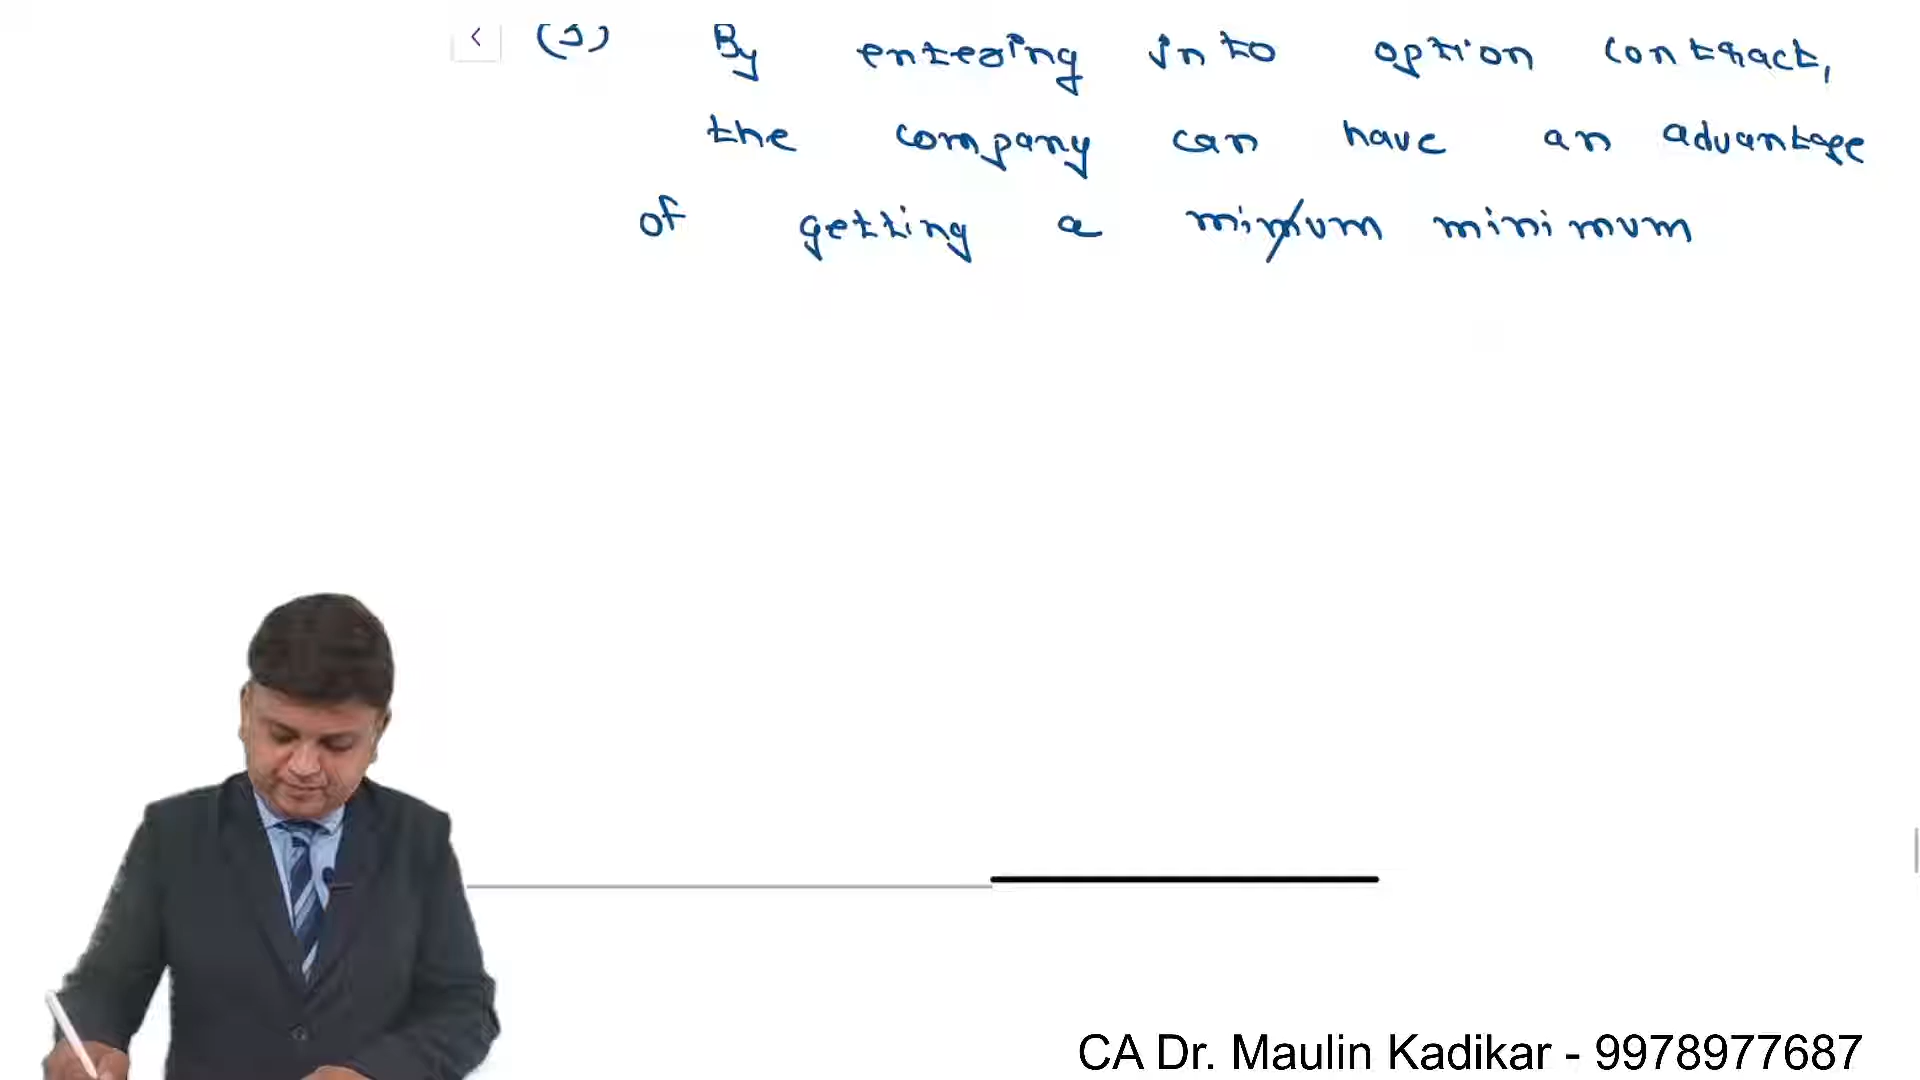 By entering into option contract,
the company can have an advantage
of getting a minimum
CA Dr. Maulin Kadikar - 9978977687